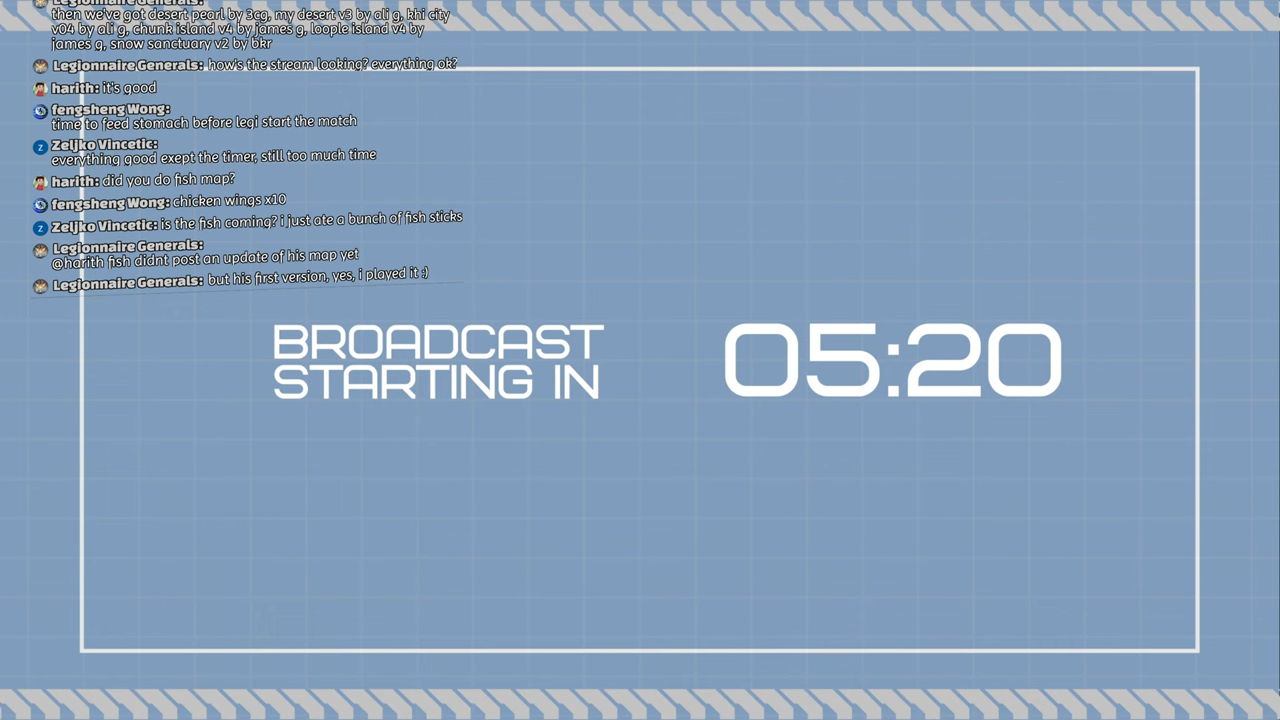 Legionnaire Generals:
then we've got desert pearl by 3cg, my desert v3 by ali g, khi city
v04 by ali g, chunk island v4 by james g, loople island v4 by
james g, snow sanctuary v2 by bkr
Legionnaire Generals: how's the stream looking? everything ok?
harith: it's good
fengsheng Wong:
time to feed stomach before legi start the match
Z Zeljko Vincetic:
everything good exept the timer, still too much time
harith: did you do fish map?
fengsheng Wong: chicken wings x10
Z Zeljko Vincetic: is the fish coming? i just ate a bunch of fish sticks
Legionnaire Generals:
@harith fish didnt post an update of his map yet
Legionnaire Generals: but his first version, yes, i played it :)
BROADCAST
STARTING IN
05:20